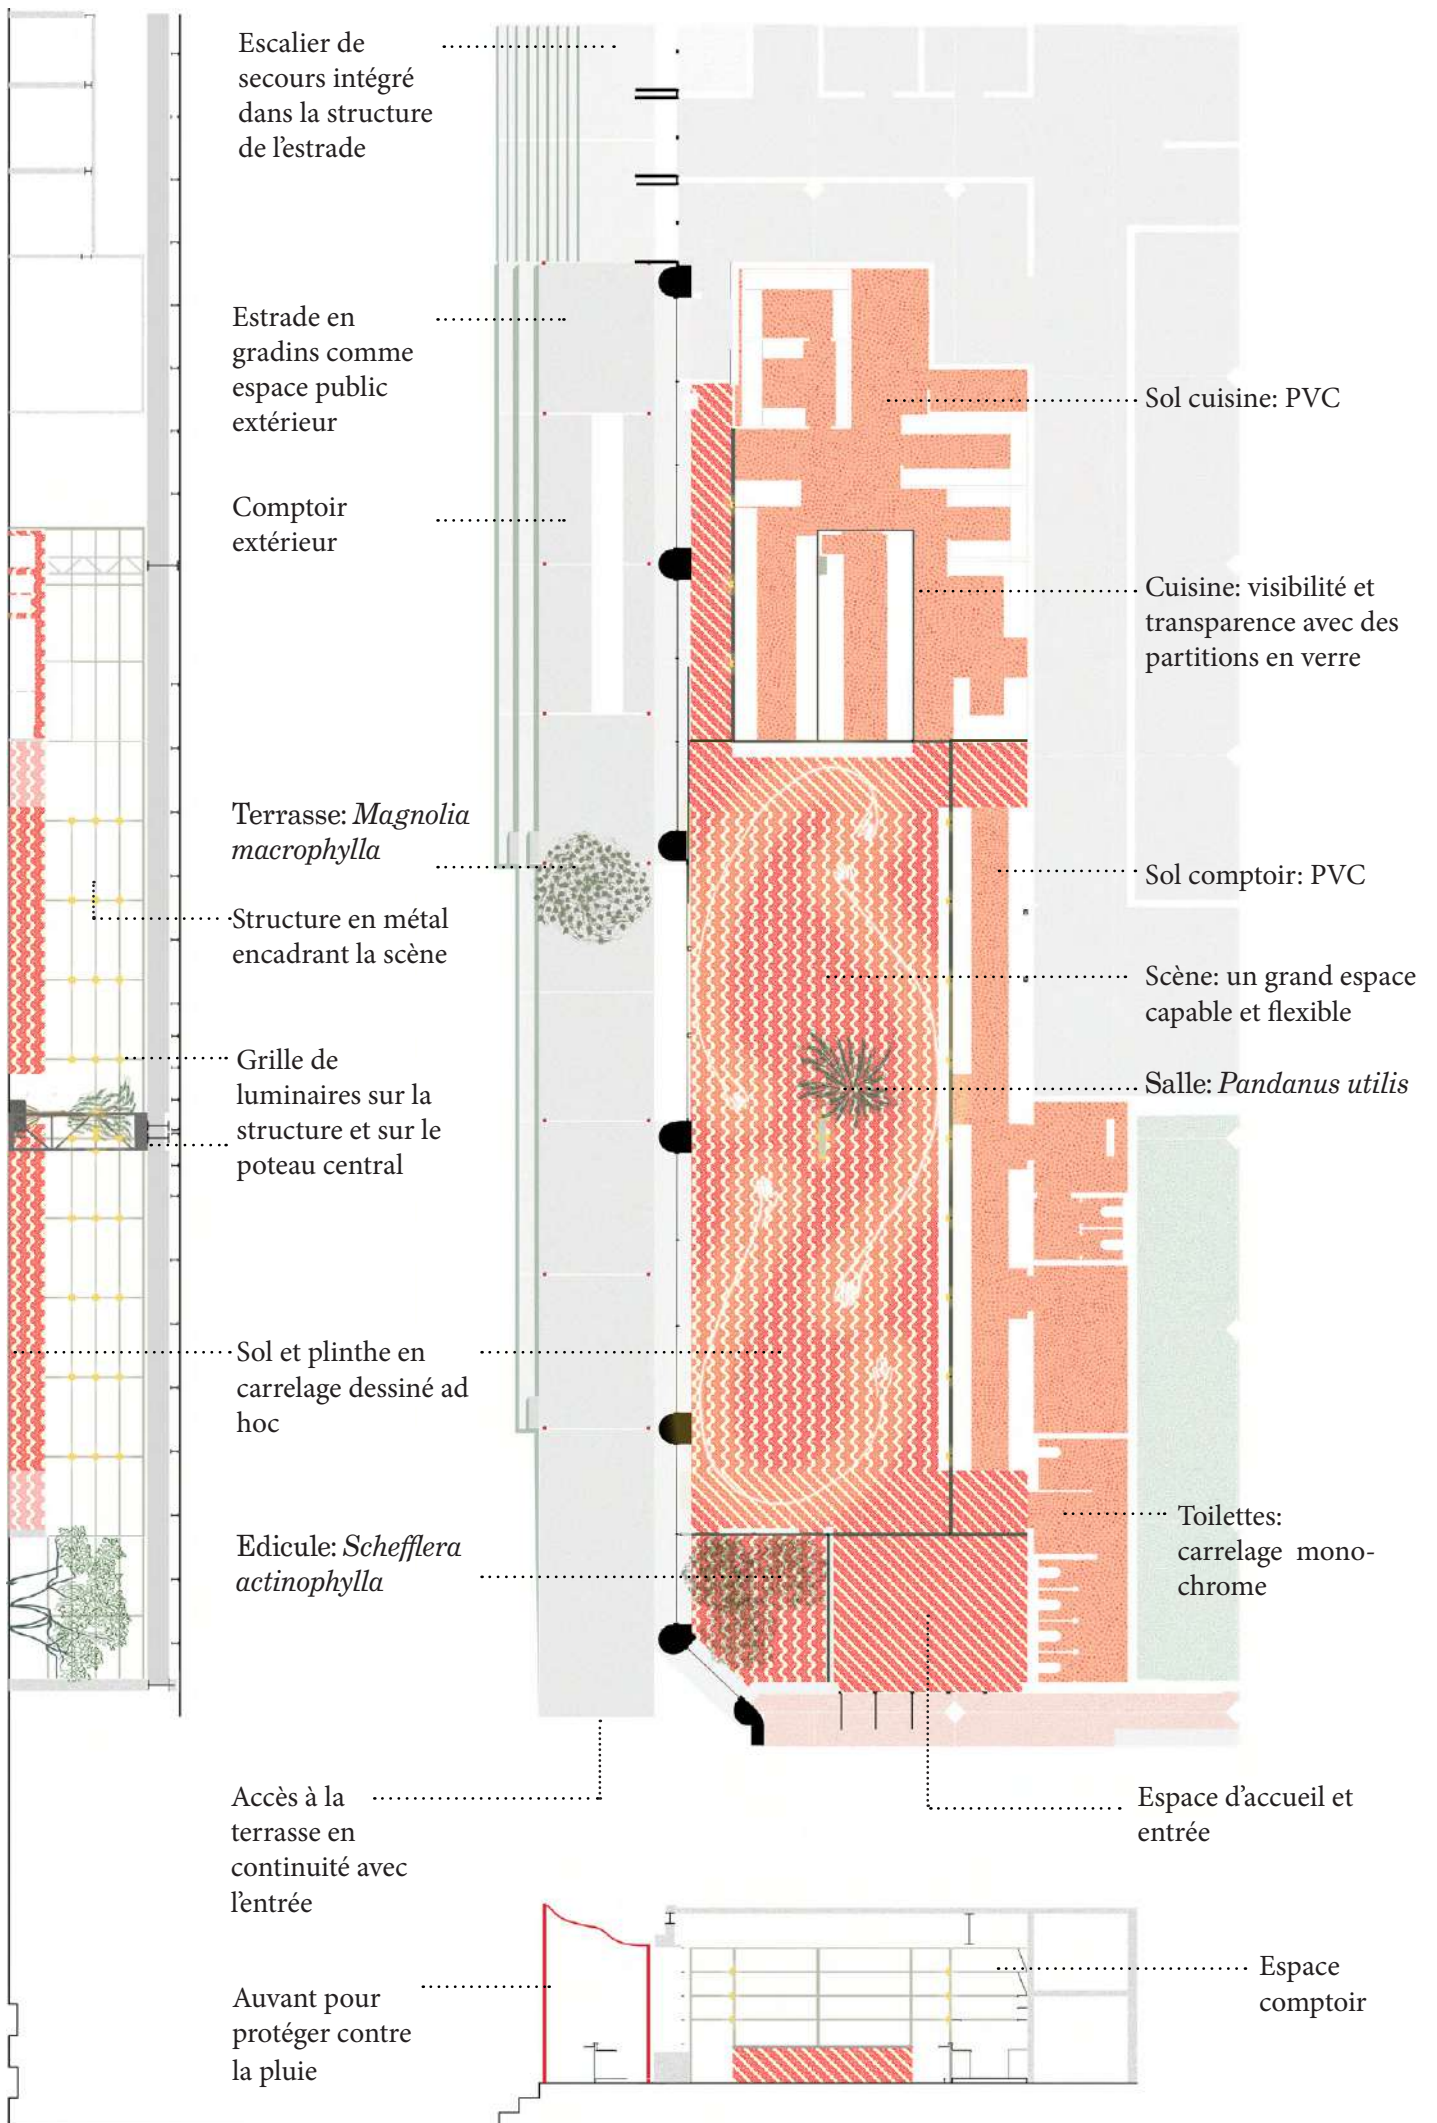 Escalier de
secours intégré
dans la structure
de l'estrade
Estrade en
gradins comme
espace public
extérieur
Comptoir
extérieur
Terrasse: Magnolia
macrophylla
Structure en métal
encadrant la scène
Grille de
luminaires sur la
structure et sur le
poteau central
Sol et plinthe en
carrelage dessiné ad
hoc
Edicule: Schefflera
actinophylla
Accès à la
terrasse en
continuité avec
l'entrée
Auvant pour
protéger contre
la pluie
Sol cuisine: PVC
Cuisine: visibilité et
transparence avec des
partitions en verre
Sol comptoir: PVC
Scène: un grand espace
capable et flexible
Salle: Pandanus utilis
Toilettes:
carrelage mono-
chrome
Espace d'accueil et
entrée
Espace
comptoir